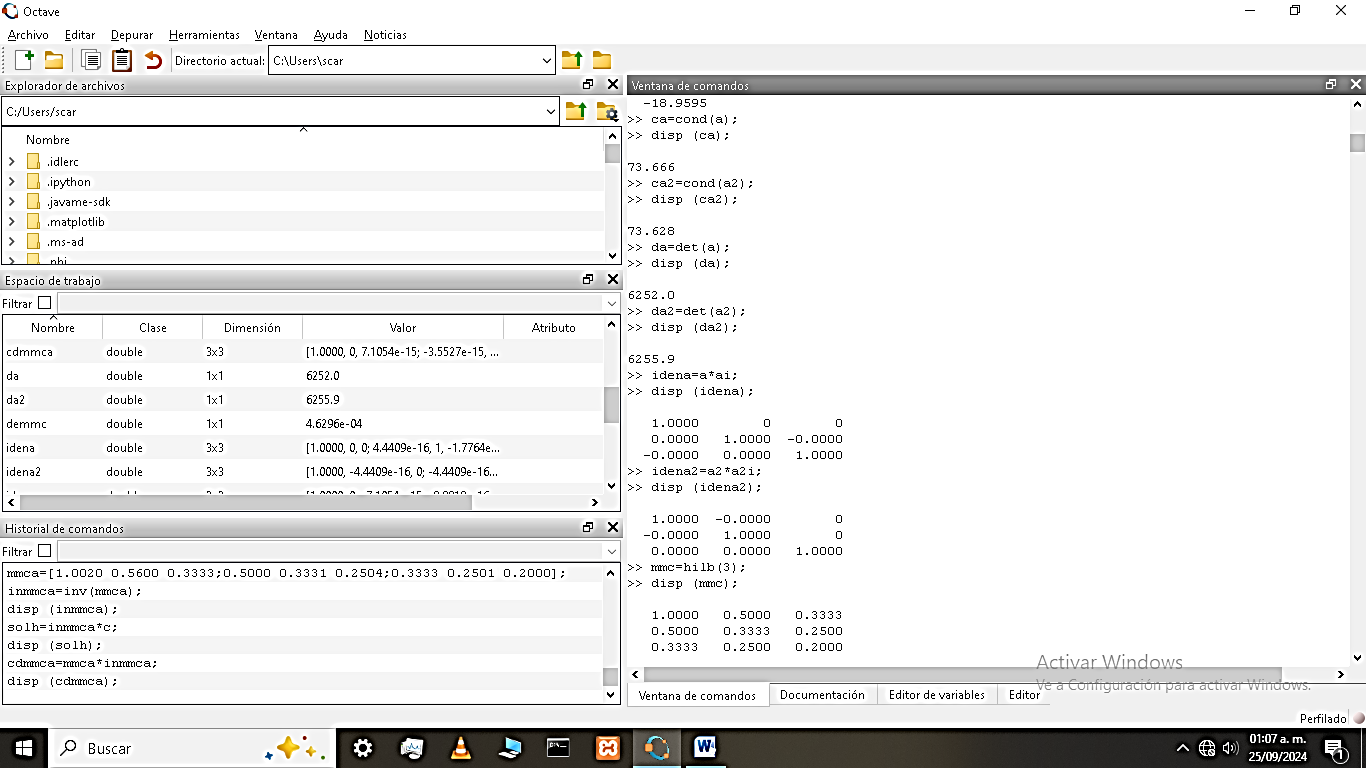 Octave
Archivo Editar Depurar Herramientas Ventana Ayuda Noticias
Directorio actual: C:\Users\scar
Explorador de archivos
C:/Users/scar
Nombre
.idlerc
.ipython
.javame-sdk
.matplotlib
.ms-ad
Espacio de trabajo
Filtrar
Nombre Clase Dimensión Valor Atributo
cdmmca double 3x3 [1.0000, 0, 7.1054e-15; -3.5527e-15, ...
da double 1x1 6252.0
da2 double 1x1 6255.9
demmc double 1x1 4.6296e-04
idena double 3x3 [1.0000, 0, 0; 4.4409e-16, 1, -1.7764e...
idena2 double 3x3 [1.0000, -4.4409e-16, 0; -4.4409e-16...
Historial de comandos
Filtrar
mmca=[1.0020 0.5600 0.3333;0.5000 0.3331 0.2504;0.3333 0.2501 0.2000];
inmmca=inv(mmca);
disp (inmmca);
solh=inmmca*c;
disp (solh);
cdmmca=mmca*inmmca;
disp (cdmmca);
Ventana de comandos
-18.9595
>> ca=cond(a);
>> disp (ca);
73.666
>> ca2=cond(a2);
>> disp (ca2);
73.628
>> da=det(a);
>> disp (da);
6252.0
>> da2=det(a2);
>> disp (da2);
6255.9
>> idena=a*ai;
>> disp (idena);
1.0000 0 0
0.0000 1.0000 -0.0000
-0.0000 0.0000 1.0000
>> idena2=a2*a2i;
>> disp (idena2);
1.0000 -0.0000 0
-0.0000 1.0000 0
0.0000 0.0000 1.0000
>> mmc=hilb(3);
>> disp (mmc);
1.0000 0.5000 0.3333
0.5000 0.3333 0.2500
0.3333 0.2500 0.2000
Activar Windows
Ve a Configuración para activar Windows.
Ventana de comandos Documentación Editor de variables Editor
Perfilado
Buscar
01:07 a. m.
25/09/2024
1